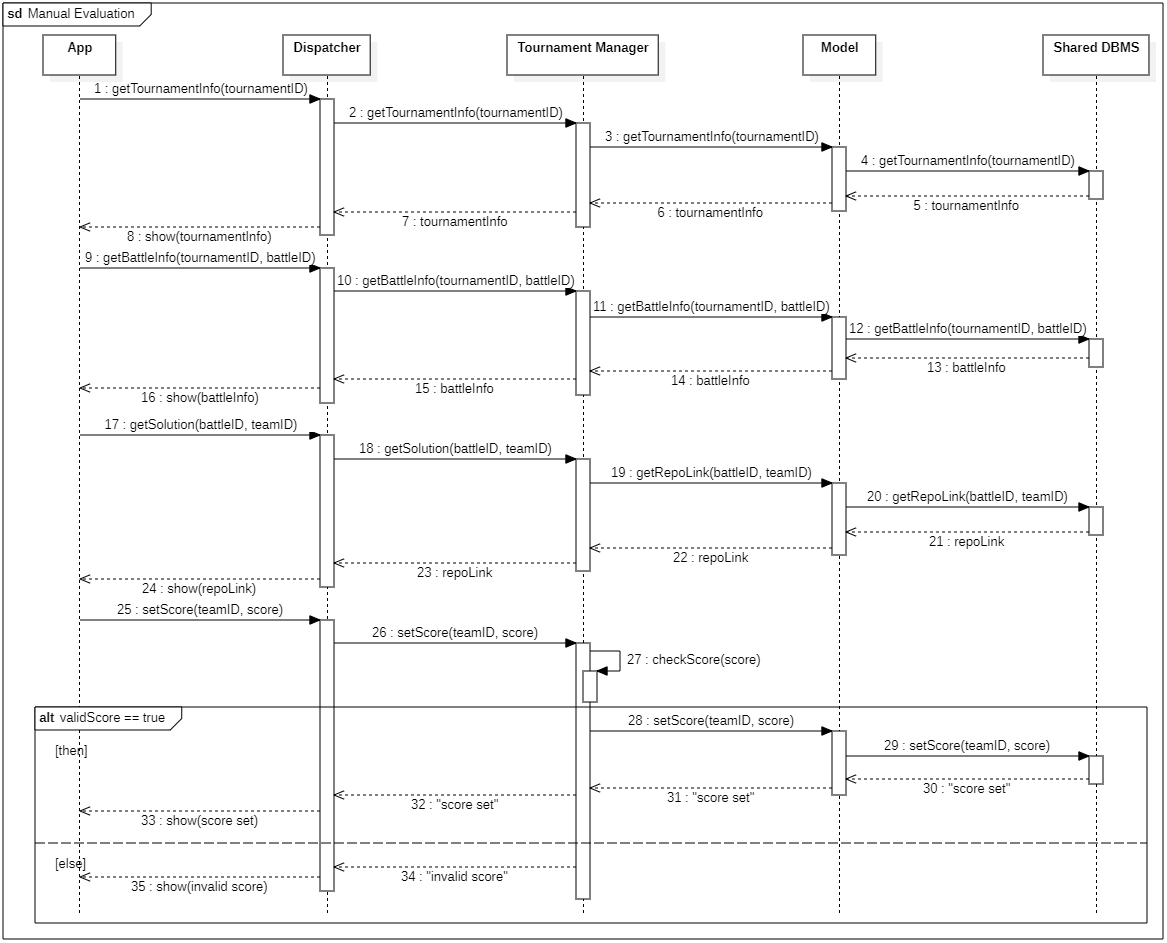 sd Manual Evaluation
App
Dispatcher
Tournament Manager
Model
Shared DBMS
1 : getTournamentInfo(tournamentID)
2 : getTournamentInfo(tournamentID)
3 : getTournamentInfo(tournamentID)
4 : getTournamentInfo(tournamentID)
5 : tournamentInfo
6 : tournamentInfo
7 : tournamentInfo
8 : show(tournamentInfo)
9 : getBattleInfo(tournamentID, battleID)
10 : getBattleInfo(tournamentID, battleID)
11 : getBattleInfo(tournamentID, battleID)
12 : getBattleInfo(tournamentID, battleID)
13 : battleInfo
14 : battleInfo
15 : battleInfo
16 : show(battleInfo)
17 : getSolution(battleID, teamID)
18 : getSolution(battleID, teamID)
19 : getRepoLink(battleID, teamID)
20 : getRepoLink(battleID, teamID)
21 : repoLink
22 : repoLink
23 : repoLink
24 : show(repoLink)
25 : setScore(teamID, score)
26 : setScore(teamID, score)
27 : checkScore(score)
alt validScore == true
[then]
28 : setScore(teamID, score)
29 : setScore(teamID, score)
30 : "score set"
31 : "score set"
32 : "score set"
33 : show(score set)
[else]
34 : "invalid score"
35 : show(invalid score)